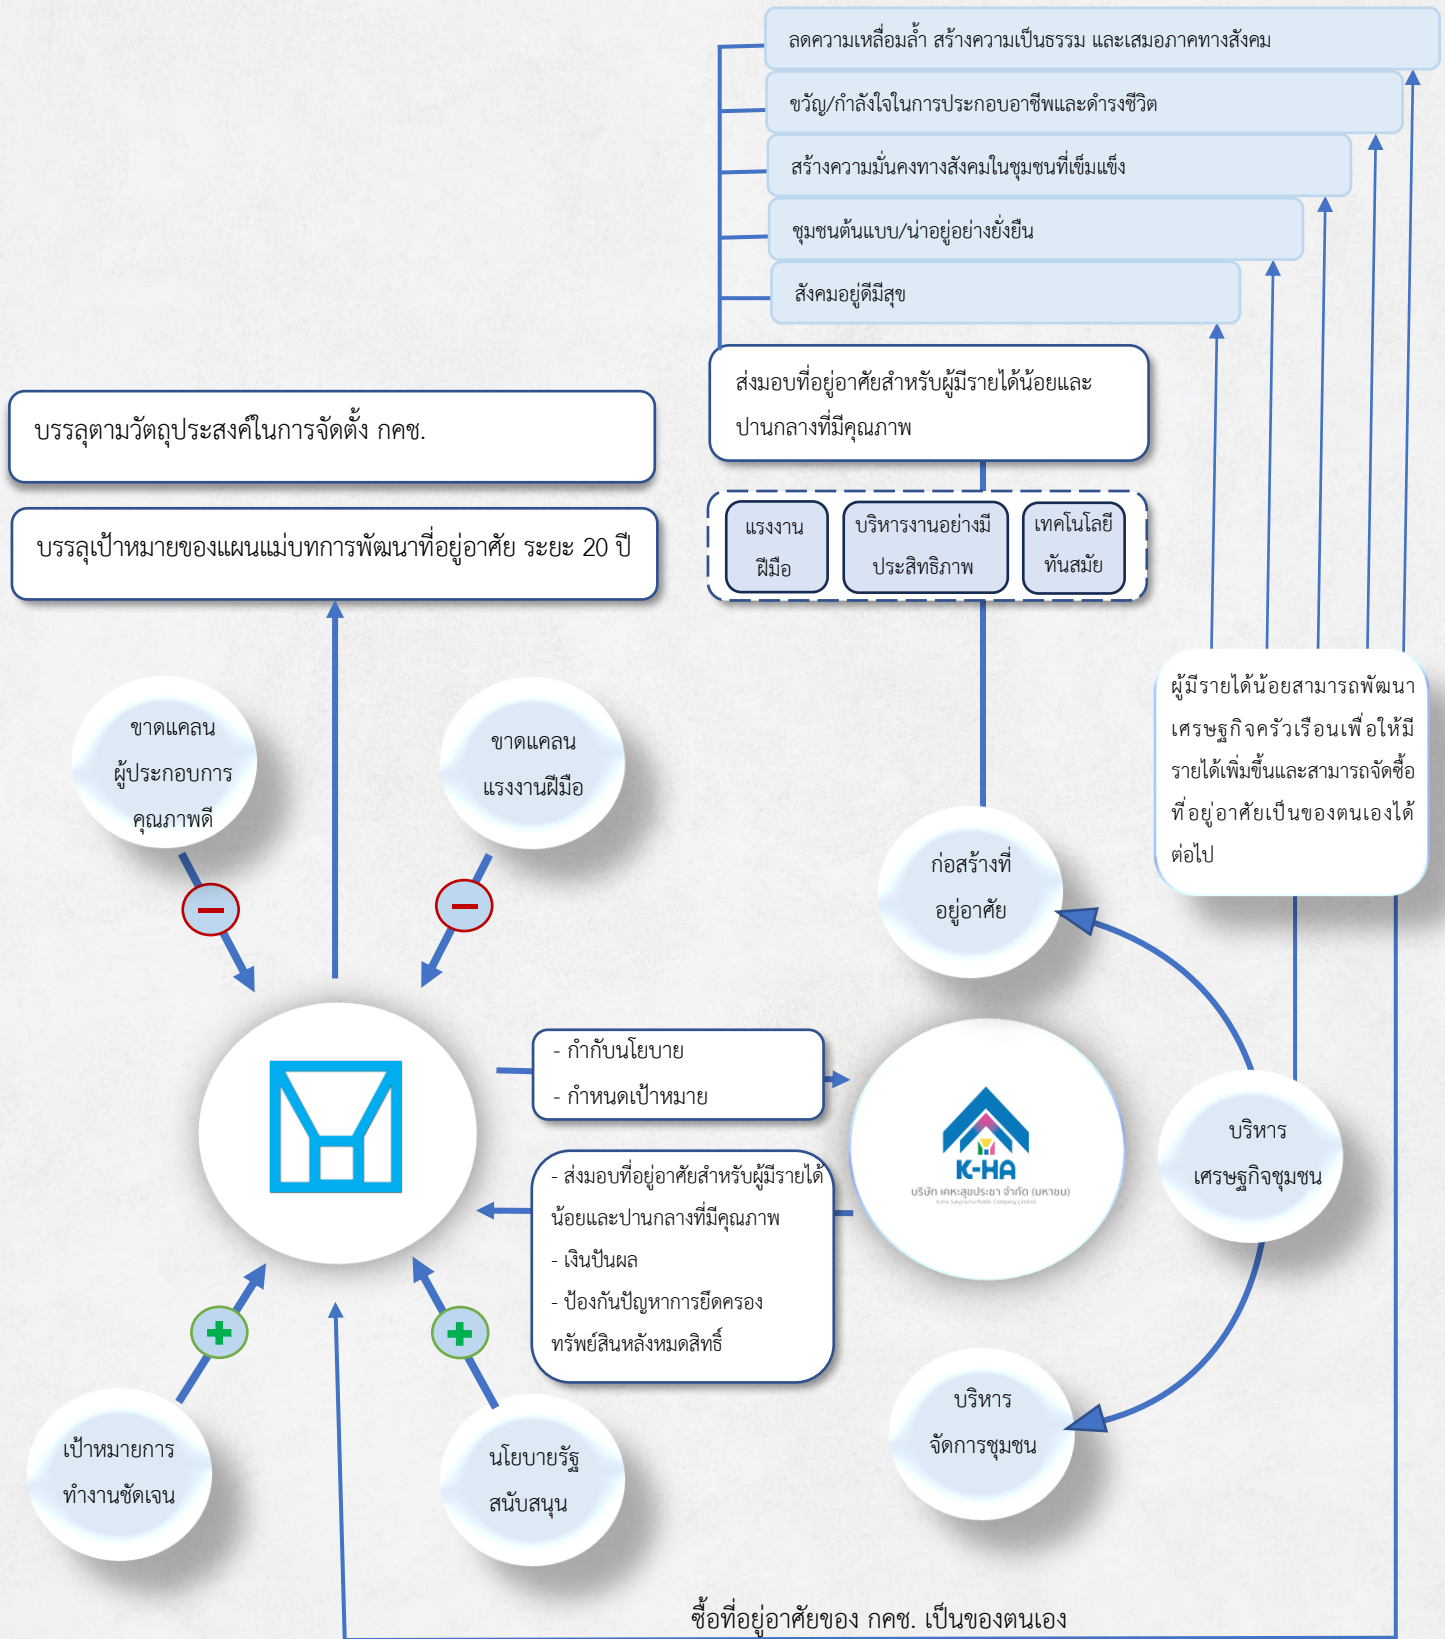 ลดความเหลื่อมล้ำ สร้างความเป็นธรรม และเสมอภาคทางสังคม
ขวัญ/กำลังใจในการประกอบอาชีพและดำรงชีวิต
สร้างความมั่นคงทางสังคมในชุมชนที่เข็มแข็ง
ชุมชนต้นแบบ/น่าอยู่อย่างยั่งยืน
สังคมอยู่ดีมีสุข
ส่งมอบที่อยู่อาศัยสำหรับผู้มีรายได้น้อยและ
ปานกลางที่มีคุณภาพ
บรรลุตามวัตถุประสงค์ในการจัดตั้ง กคช.
บรรลุเป้าหมายของแผนแม่บทการพัฒนาที่อยู่อาศัย ระยะ 20 ปี
แรงงาน
ฝีมือ
บริหารงานอย่างมี
ประสิทธิภาพ
เทคโนโลยี
ทันสมัย
ขาดแคลน
ผู้ประกอบการ
คุณภาพดี
ขาดแคลน
แรงงานฝีมือ
ผู้มีรายได้น้อยสามารถพัฒนา
เศรษฐกิจครัวเรือนเพื่อให้มี
รายได้เพิ่มขึ้นและสามารถจัดซื้อ
ที่อยู่อาศัยเป็นของตนเองได้
ต่อไป
ก่อสร้างที่
อยู่อาศัย
- กำกับนโยบาย
- กำหนดเป้าหมาย
K-HA
บริษัท เคหะสุขประชา จำกัด (มหาชน)
Keha Sukpracha Public Company Limited
บริหาร
เศรษฐกิจชุมชน
- ส่งมอบที่อยู่อาศัยสำหรับผู้มีรายได้
น้อยและปานกลางที่มีคุณภาพ
- เงินปันผล
- ป้องกันปัญหาการยึดครอง
ทรัพย์สินหลังหมดสิทธิ์
บริหาร
จัดการชุมชน
เป้าหมายการ
ทำงานชัดเจน
นโยบายรัฐ
สนับสนุน
ซื้อที่อยู่อาศัยของ กคช. เป็นของตนเอง